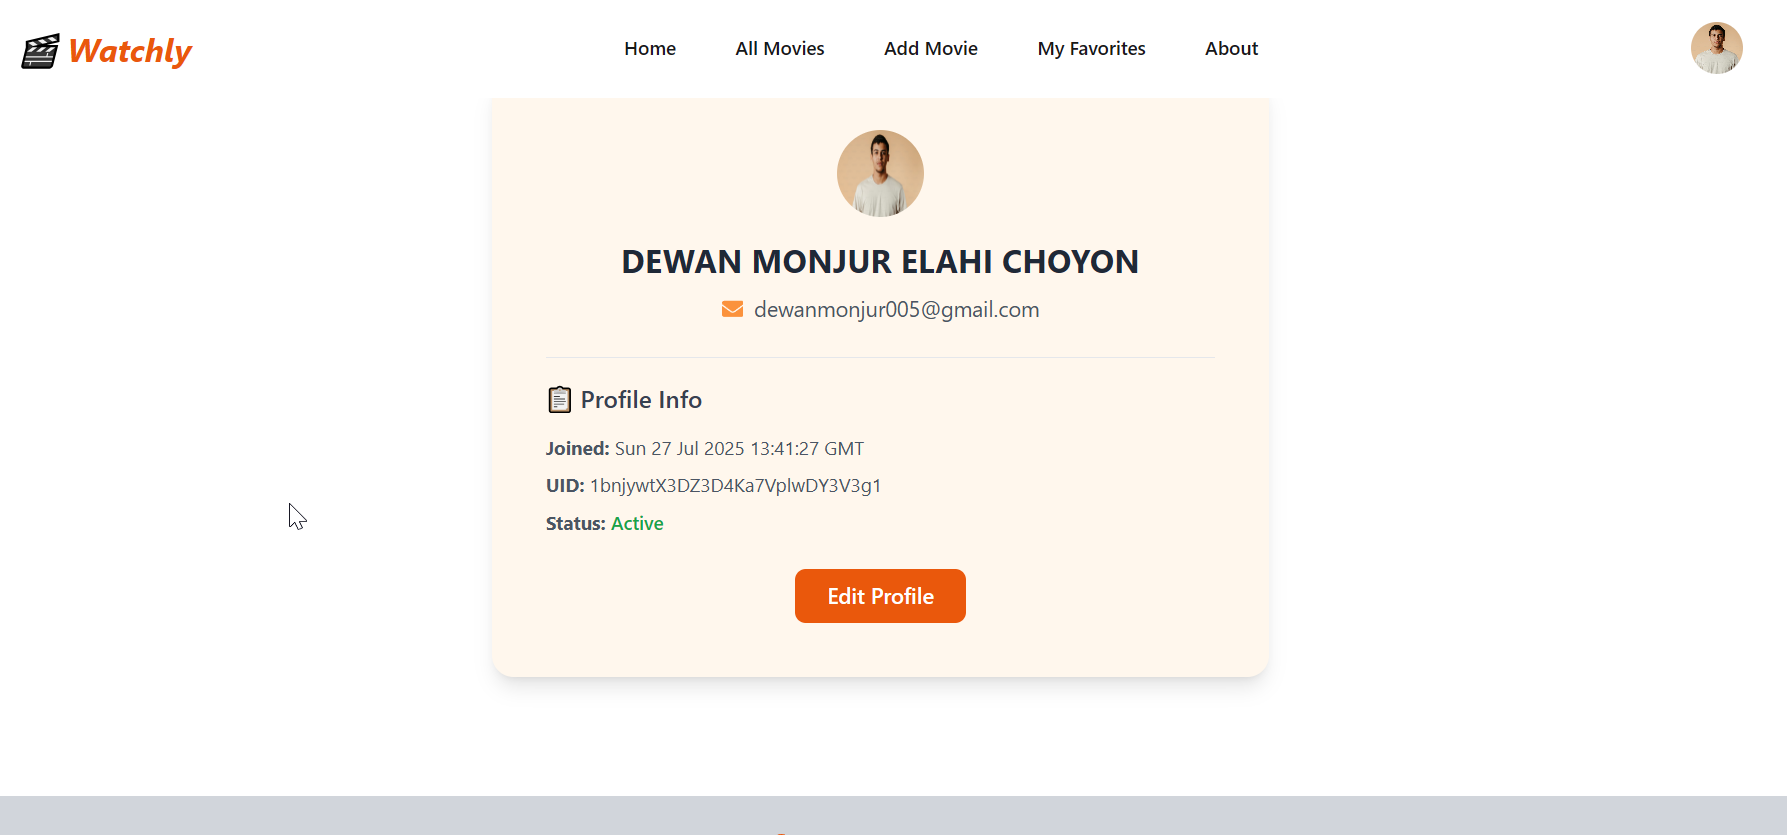 Watchly
Home All Movies Add Movie My Favorites About
DEWAN MONJUR ELAHI CHOYON
dewanmonjur005@gmail.com
Profile Info
Joined: Sun 27 Jul 2025 13:41:27 GMT
UID: 1bnjywtX3DZ3D4Ka7VplwDY3V3g1
Status: Active
Edit Profile